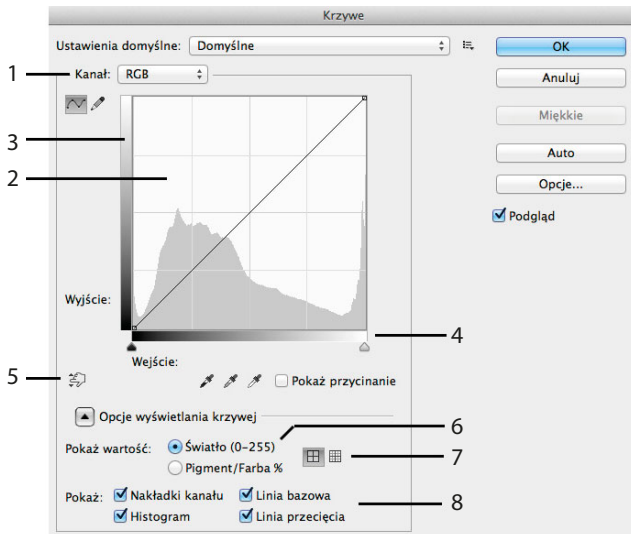 Krzywe
Ustawienia domyślne: Domyślne
OK
1
Kanał: RGB
Anuluj
Miękkie
3
Auto
2
Opcje...
Podgląd
Wyjście:
4
Wejście:
5
Pokaż przycinanie
Opcje wyświetlania krzywej
6
Pokaż wartość: Światło (0–255)
7
Pigment/Farba %
Pokaż: Nakładki kanału Linia bazowa
8
Histogram Linia przecięcia